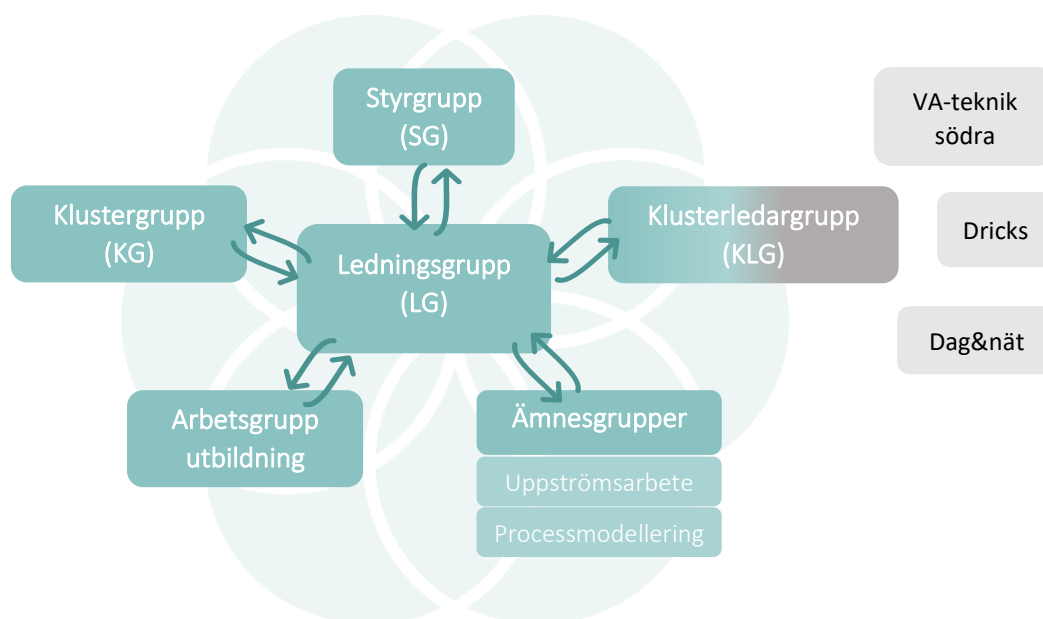 Styrgrupp
(SG)
VA-teknik
södra
Klustergrupp
(KG)
Ledningsgrupp
(LG)
Klusterledargrupp
(KLG)
Dricks
Dag&nät
Arbetsgrupp
utbildning
Ämnesgrupper
Uppströmsarbete
Processmodellering